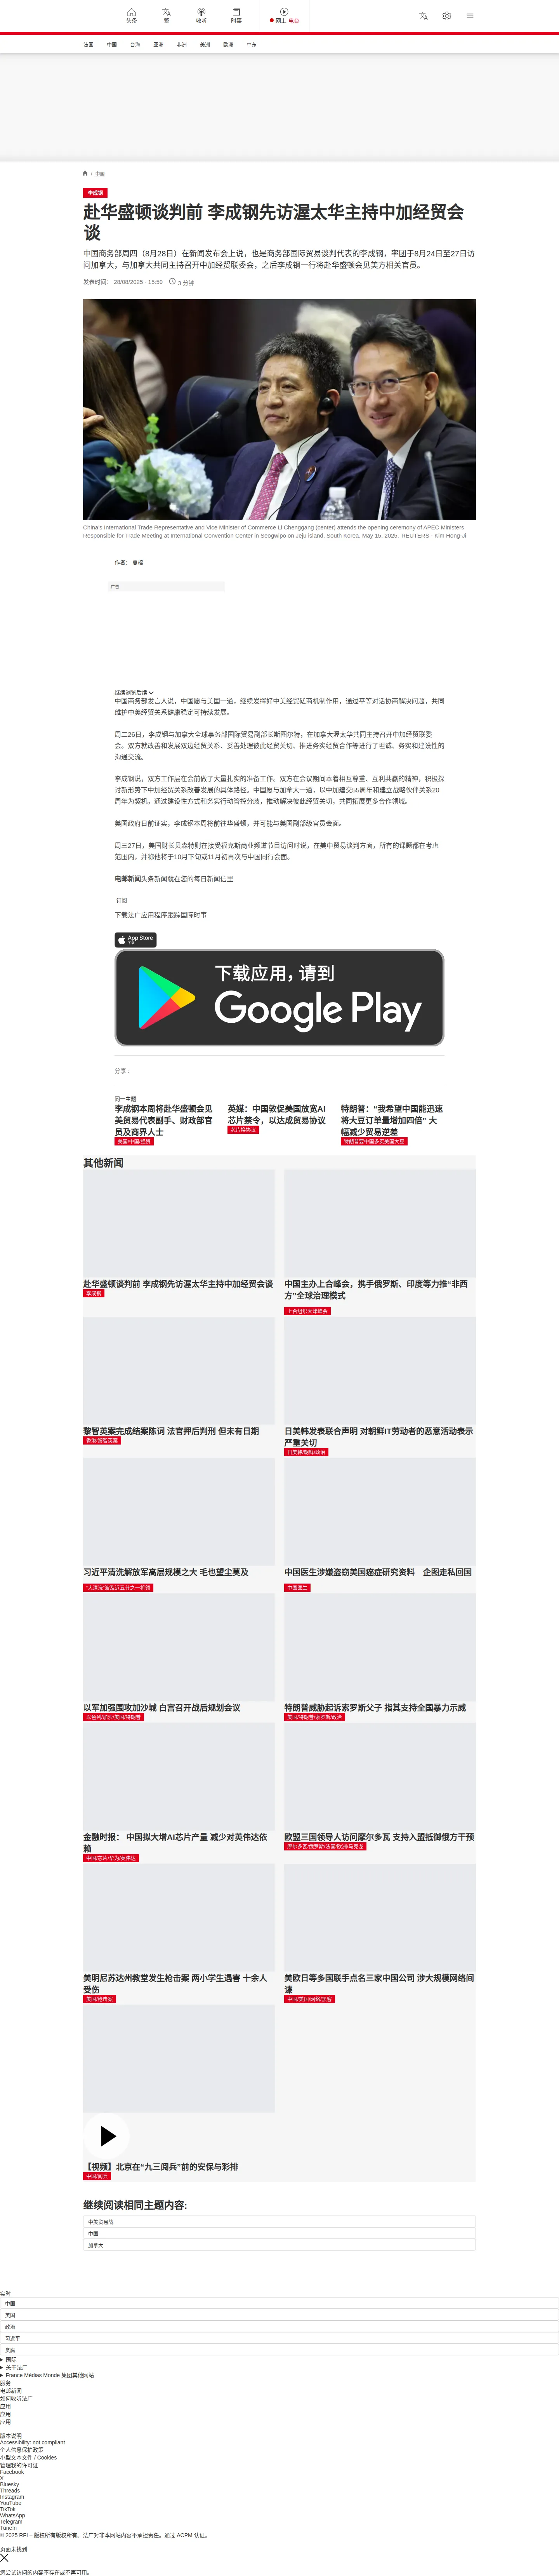 头条
繁
收听
时事
网上 电台
法国
中国
台海
亚洲
非洲
美洲
欧洲
中东
/ 中国
李成钢
赴华盛顿谈判前 李成钢先访渥太华主持中加经贸会
谈
中国商务部周四（8月28日）在新闻发布会上说，也是商务部国际贸易谈判代表的李成钢，率团于8月24日至27日访
问加拿大，与加拿大共同主持召开中加经贸联委会，之后李成钢一行将赴华盛顿会见美方相关官员。
发表时间： 28/08/2025 - 15:59
3 分钟
China's International Trade Representative and Vice Minister of Commerce Li Chenggang (center) attends the opening ceremony of APEC Ministers
Responsible for Trade Meeting at International Convention Center in Seogwipo on Jeju Island, South Korea, May 15, 2025. REUTERS - Kim Hong-Ji
作者： 夏榕
广告
继续浏览后续
中国商务部发言人说，中国愿与美国一道，继续发挥好中美经贸磋商机制作用，通过平等对话协商解决问题，共同
维护中美经贸关系健康稳定可持续发展。
周二26日，李成钢与加拿大全球事务部国际贸易副部长斯图尔特，在加拿大渥太华共同主持召开中加经贸联委
会。双方就改善和发展双边经贸关系、妥善处理彼此经贸关切、推进务实经贸合作等进行了坦诚、务实和建设性的
沟通交流。
李成钢说，双方工作层在会前做了大量扎实的准备工作。双方在会议期间本着相互尊重、互利共赢的精神，积极探
讨新形势下中加经贸关系改善发展的具体路径。中国愿与加拿大一道，以中加建交55周年和建立战略伙伴关系20
周年为契机，通过建设性方式和务实行动管控分歧，推动解决彼此经贸关切，共同拓展更多合作领域。
美国政府日前证实，李成钢本周将前往华盛顿，并可能与美国副部级官员会面。
周三27日，美国财长贝森特则在接受福克斯商业频道节目访问时说，在美中贸易谈判方面，所有的课题都在考虑
范围内，并称他将于10月下旬或11月初再次与中国同行会面。
电邮新闻头条新闻就在您的每日新闻信里
订阅
下载法广应用程序跟踪国际时事
App Store
下载
下载应用，请到
Google Play
分享 :
同一主题
李成钢本周将赴华盛顿会见
美贸易代表副手、财政部官
员及商界人士
美国/中国/经贸
英媒：中国敦促美国放宽AI
芯片禁令，以达成贸易协议
芯片换协议
特朗普：“我希望中国能迅速
将大豆订单量增加四倍” 大
幅减少贸易逆差
特朗普要中国多买美国大豆
其他新闻
赴华盛顿谈判前 李成钢先访渥太华主持中加经贸会谈
李成钢
中国主办上合峰会，携手俄罗斯、印度等力推“非西
方”全球治理模式
上合组织天津峰会
黎智英案完成结案陈词 法官押后判刑 但未有日期
香港/黎智英案
日美韩发表联合声明 对朝鲜IT劳动者的恶意活动表示
严重关切
日美韩/朝鲜/政治
习近平清洗解放军高层规模之大 毛也望尘莫及
“大清洗”波及近五分之一将领
中国医生涉嫌盗窃美国癌症研究资料　企图走私回国
中国医生
以军加强围攻加沙城 白宫召开战后规划会议
以色列/加沙/美国/特朗普
特朗普威胁起诉索罗斯父子 指其支持全国暴力示威
美国/特朗普/索罗斯/政治
金融时报： 中国拟大增AI芯片产量 减少对英伟达依
赖
中国/芯片/华为/英伟达
欧盟三国领导人访问摩尔多瓦 支持入盟抵御俄方干预
摩尔多瓦/俄罗斯/法国/欧洲/马克龙
美明尼苏达州教堂发生枪击案 两小学生遇害 十余人
受伤
美国/枪击案
美欧日等多国联手点名三家中国公司 涉大规模网络间
谍
中国/美国/网络/黑客
【视频】北京在“九三阅兵”前的安保与彩排
中国/阅兵
继续阅读相同主题内容:
中美贸易战
中国
加拿大
实时
中国
美国
政治
习近平
贪腐
国际
关于法广
France Médias Monde 集团其他网站
服务
电邮新闻
如何收听法广
应用
应用
应用
版本说明
Accessibility: not compliant
个人信息保护政策
小型文本文件 / Cookies
管理我的许可证
Facebook
X
Bluesky
Threads
Instagram
YouTube
TikTok
WhatsApp
Telegram
TuneIn
© 2025 RFI – 版权所有版权所有。法广对非本网站内容不承担责任。通过 ACPM 认证。
页面未找到
您尝试访问的内容不存在或不再可用。